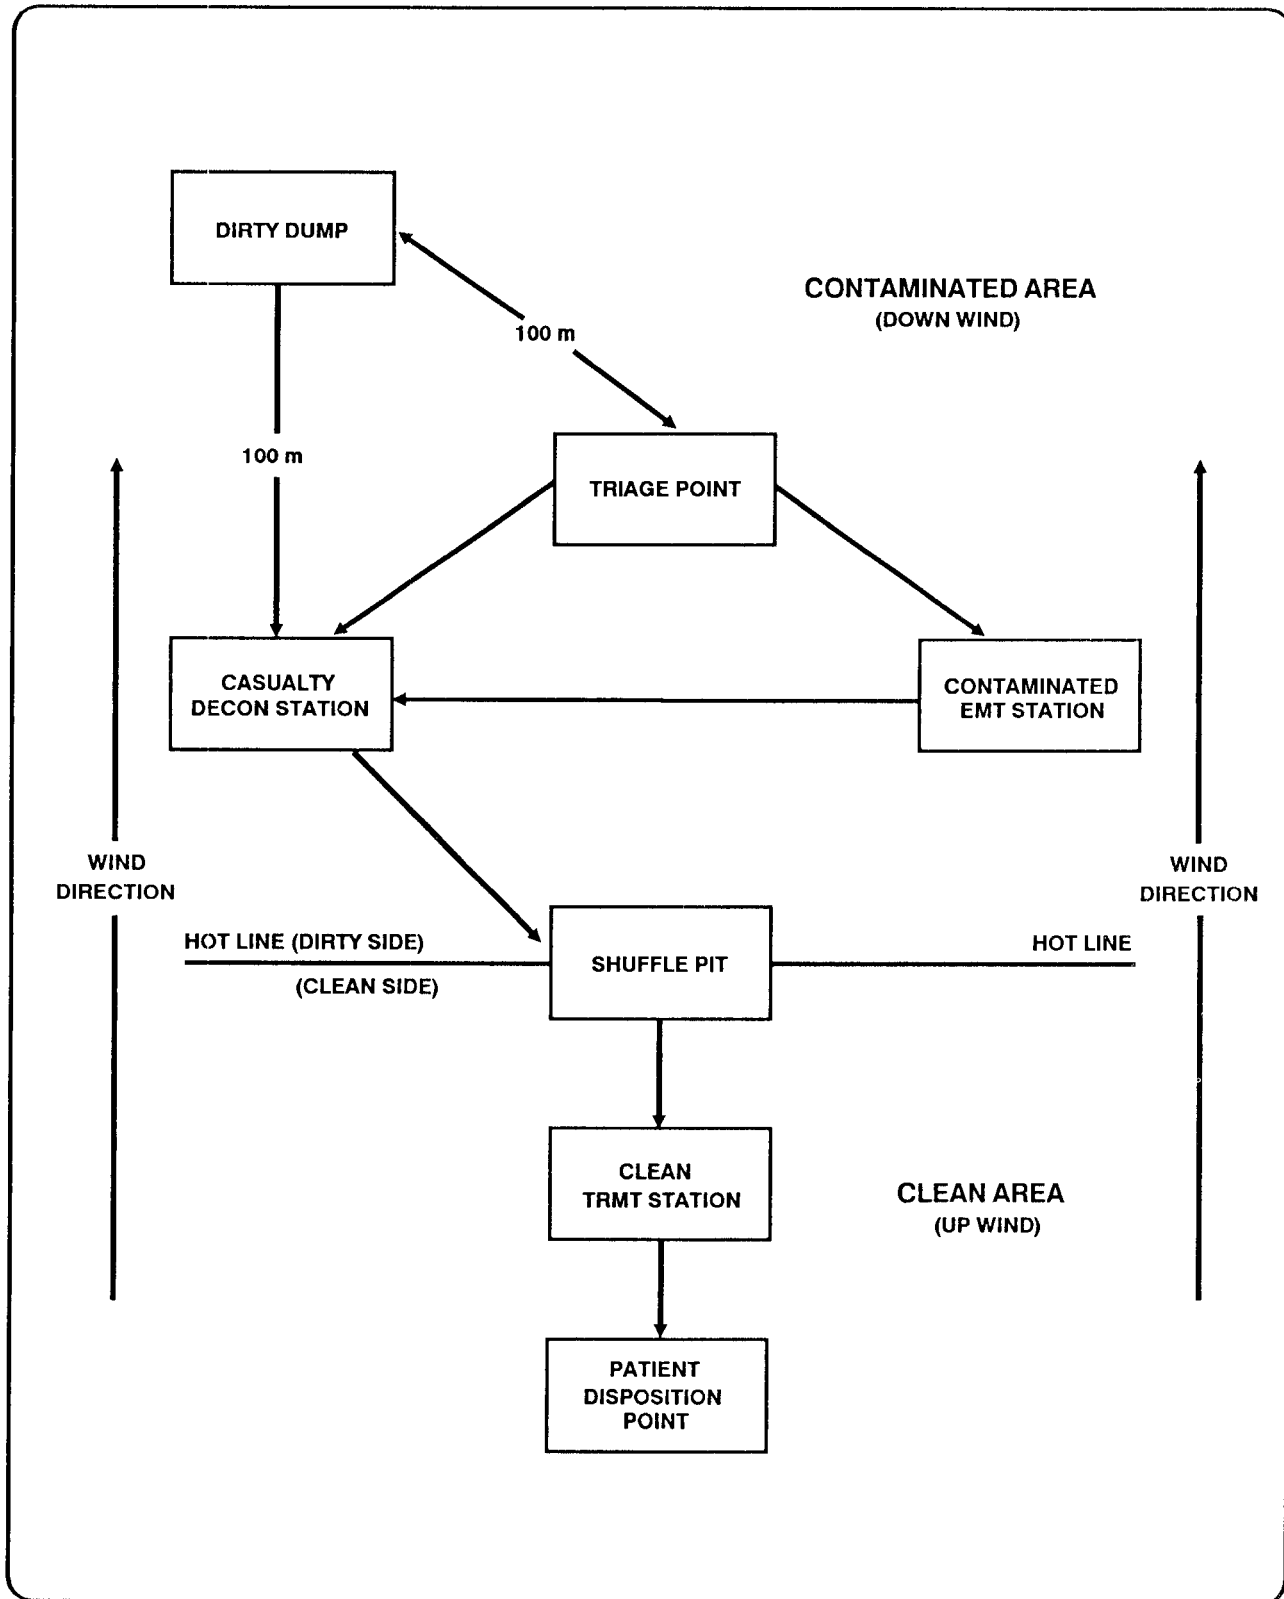 DIRTY DUMP
CONTAMINATED AREA
(DOWN WIND)
100 m
100 m
TRIAGE POINT
CASUALTY
DECON STATION
CONTAMINATED
EMT STATION
WIND
DIRECTION
WIND
DIRECTION
HOT LINE (DIRTY SIDE)
(CLEAN SIDE)
SHUFFLE PIT
HOT LINE
CLEAN
TRMT STATION
CLEAN AREA
(UP WIND)
PATIENT
DISPOSITION
POINT